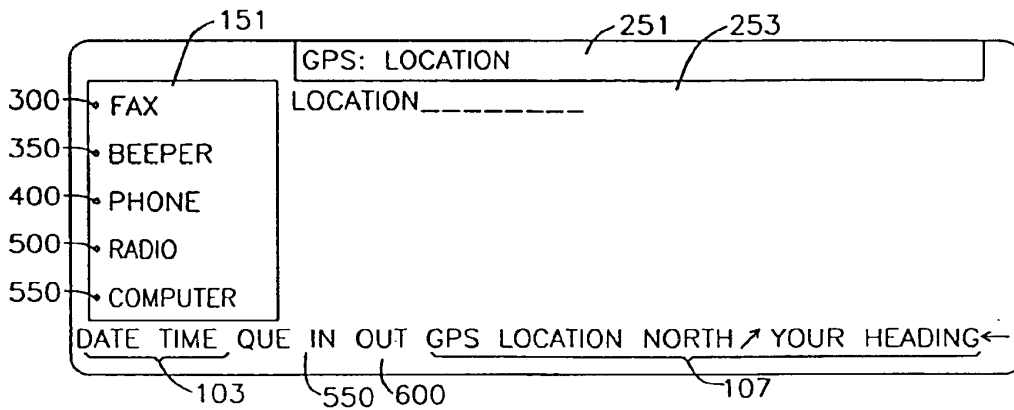 151
251
253
GPS: LOCATION
300 FAX LOCATION_________
350 BEEPER
400 PHONE
500 RADIO
550 COMPUTER
DATE TIME QUE IN OUT GPS LOCATION NORTH↗ YOUR HEADING←
103 550 600 107